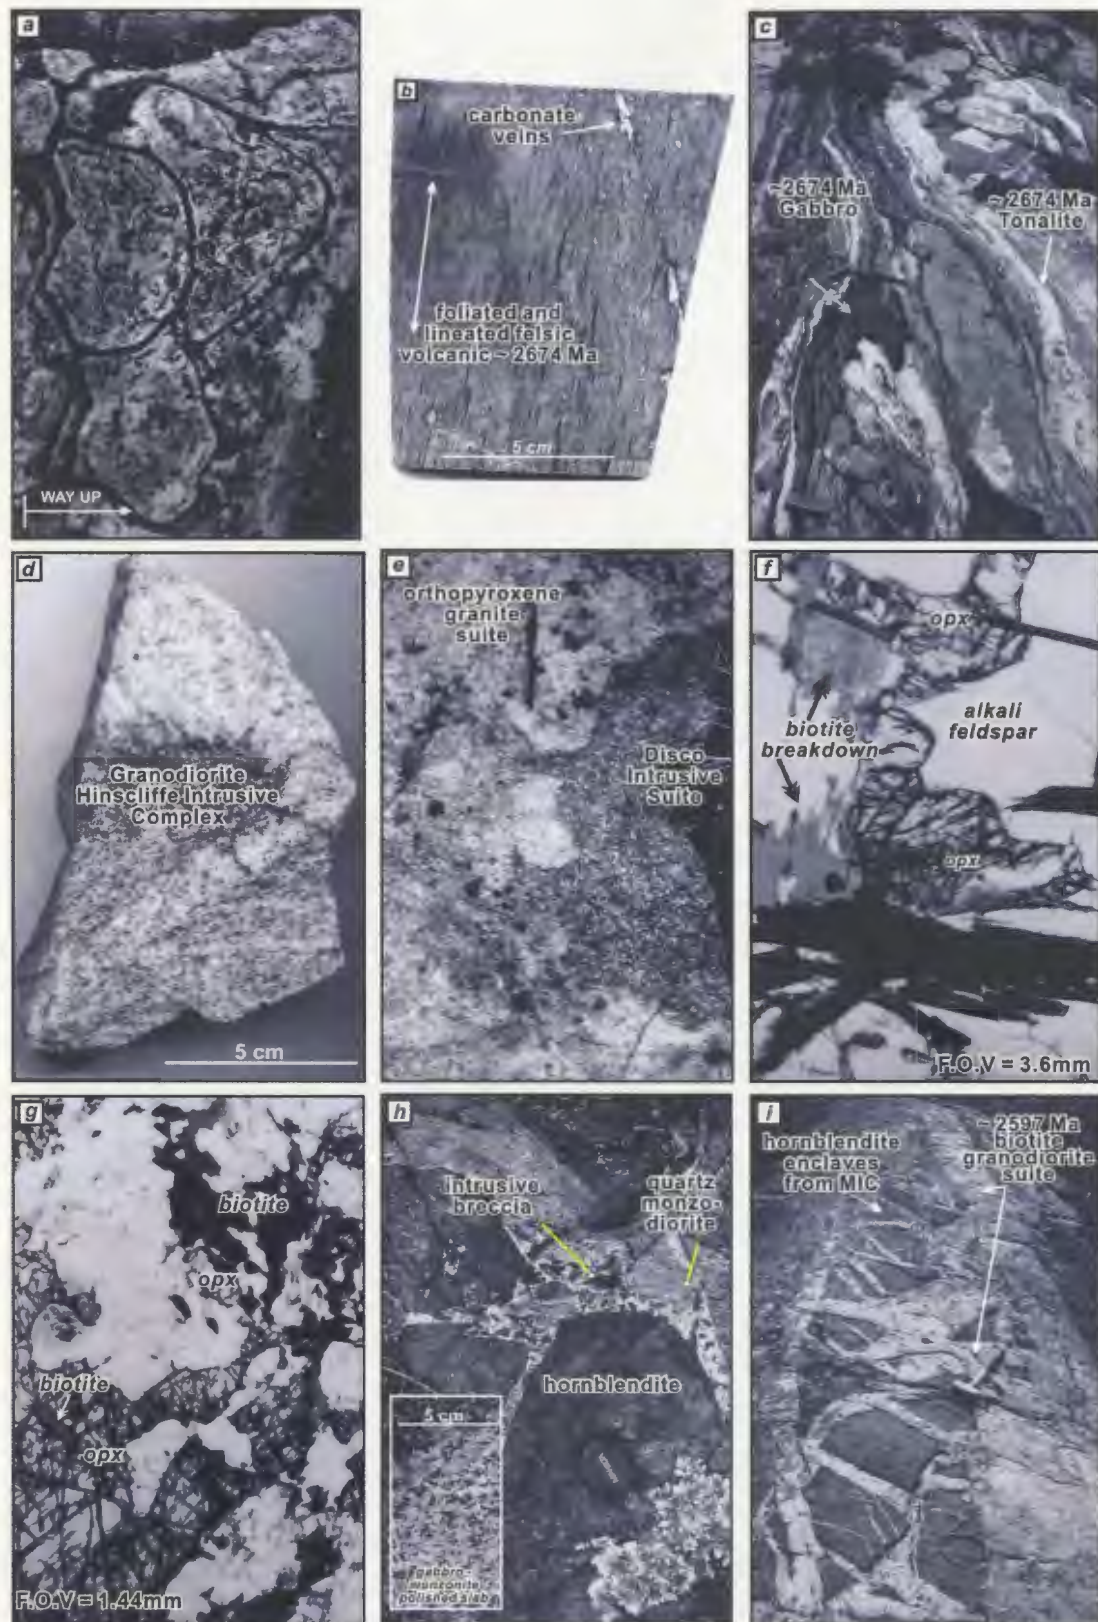 a
WAY UP
b
carbonate
veins
foliated and
lineated felsic
volcanic ~ 2674 Ma
5 cm
c
~2674 Ma
Gabbro
~ 2674 Ma
Tonalite
d
Granodiorite
Hinscliffe Intrusive
Complex
5 cm
e
orthopyroxene
granite
suite
Disco
Intrusive
Suite
f
opx
biotite
breakdown
alkali
feldspar
opx
F.O.V = 3.6mm
g
biotite
opx
biotite
opx
F.O.V = 1.44mm
h
intrusive
breccia
quartz
monzo-
diorite
hornblendite
5 cm
gabbro-
monzonite
polished slab
i
hornblendite
enclaves
from MIC
~ 2597 Ma
biotite
granodiorite
suite